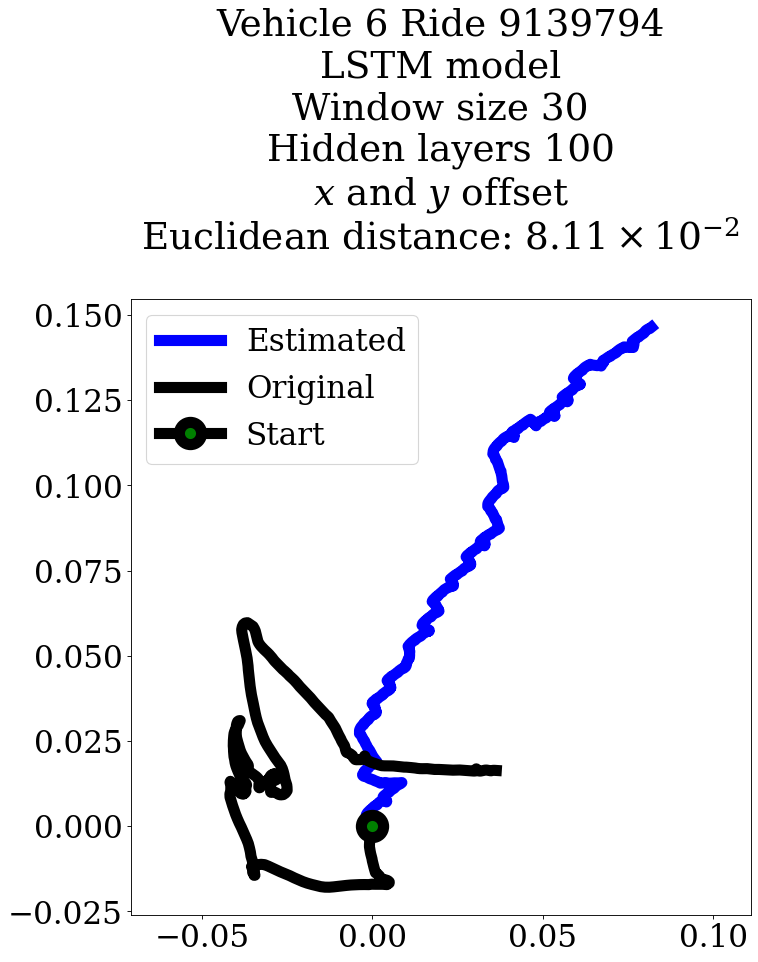 Vehicle 6 Ride 9139794
LSTM model
Window size 30
Hidden layers 100
x and y offset
Euclidean distance: 8.11 × 10⁻²
0.150
Estimated
Original
Start
0.125
0.100
0.075
0.050
0.025
0.000
−0.025
−0.05 0.00 0.05 0.10